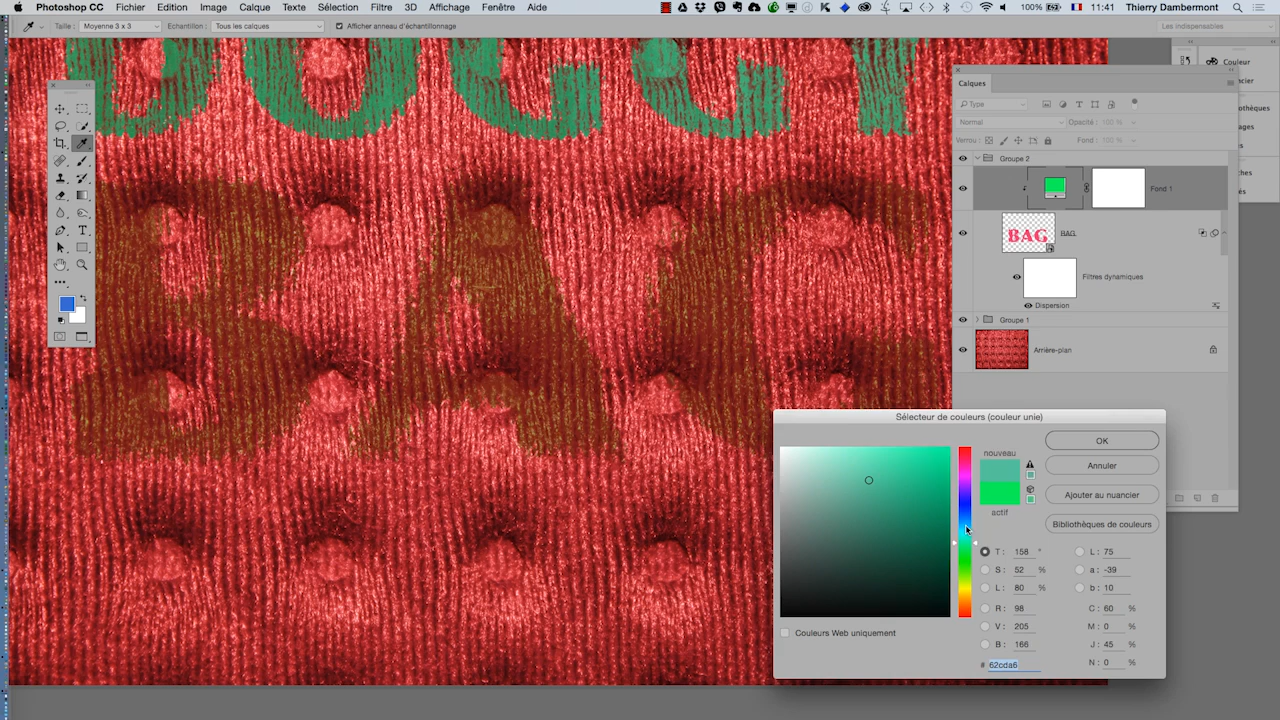 Photoshop CC Fichier Edition Image Calque Texte Sélection Filtre 3D Affichage Fenêtre Aide 100% 11:41 Thierry Dambermont
Taille : Moyenne 3 x 3 Echantillon : Tous les calques Afficher anneau d'échantillonnage Les indispensables
Couleur
Calques
Type
Normal Opacité : 100 %
Verrou : Fond : 100 %
Groupe 2
Fond 1
BAG BAG
Filtres dynamiques
Dispersion
Groupe 1
Arrière-plan
Sélecteur de couleurs (couleur unie)
OK
nouveau
Annuler
Ajouter au nuancier
actif
Bibliothèques de couleurs
T : 158 ° L : 75
S : 52 % a : -39
L : 80 % b : 10
R : 98 C : 60 %
V : 205 M : 0 %
Couleurs Web uniquement
B : 166 J : 45 %
# 62cda6 N : 0 %